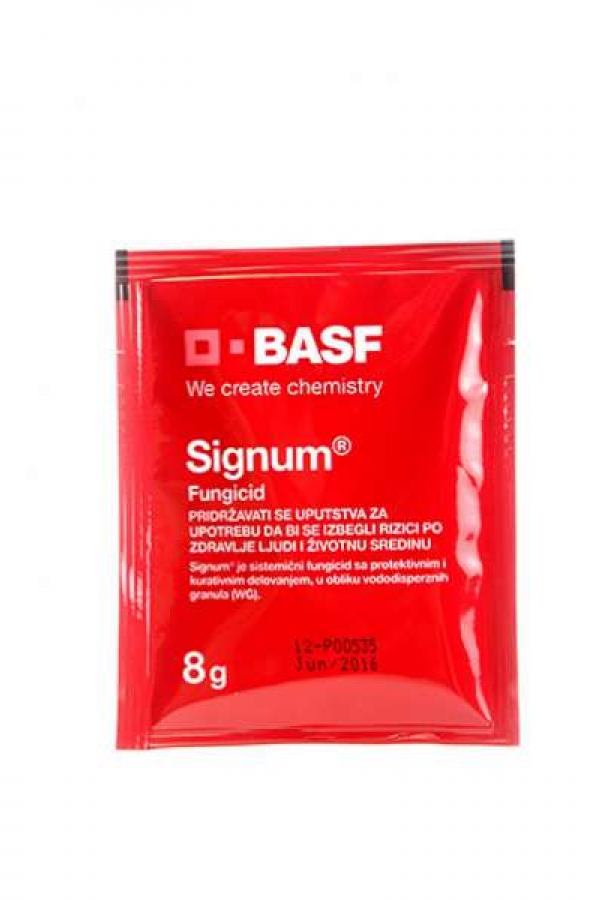 BASF
We create chemistry
Signum®
Fungicid
PRIDRŽAVATI SE UPUTSTVA ZA
UPOTREBU DA BI SE IZBEGLI RIZICI PO
ZDRAVLJE LJUDI I ŽIVOTNU SREDINU
Signum® je sistemični fungicid sa protektivnim i
kurativnim delovanjem, u obliku vododisperznih
granula (WG).
12-P00535
Jun/2016
8g